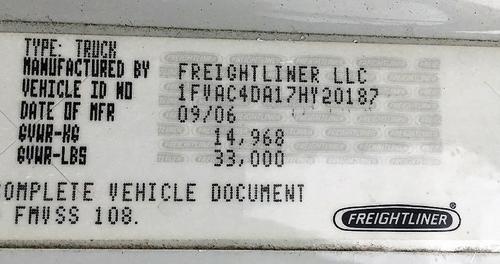 TYPE: TRUCK
MANUFACTURED BY FREIGHTLINER LLC
VEHICLE ID NO 1FVAC4DA17HY20187
DATE OF MFR 09/06
GVWR-KG 14,968
GVWR-LBS 33,000
COMPLETE VEHICLE DOCUMENT
FMVSS 108.
FREIGHTLINER®